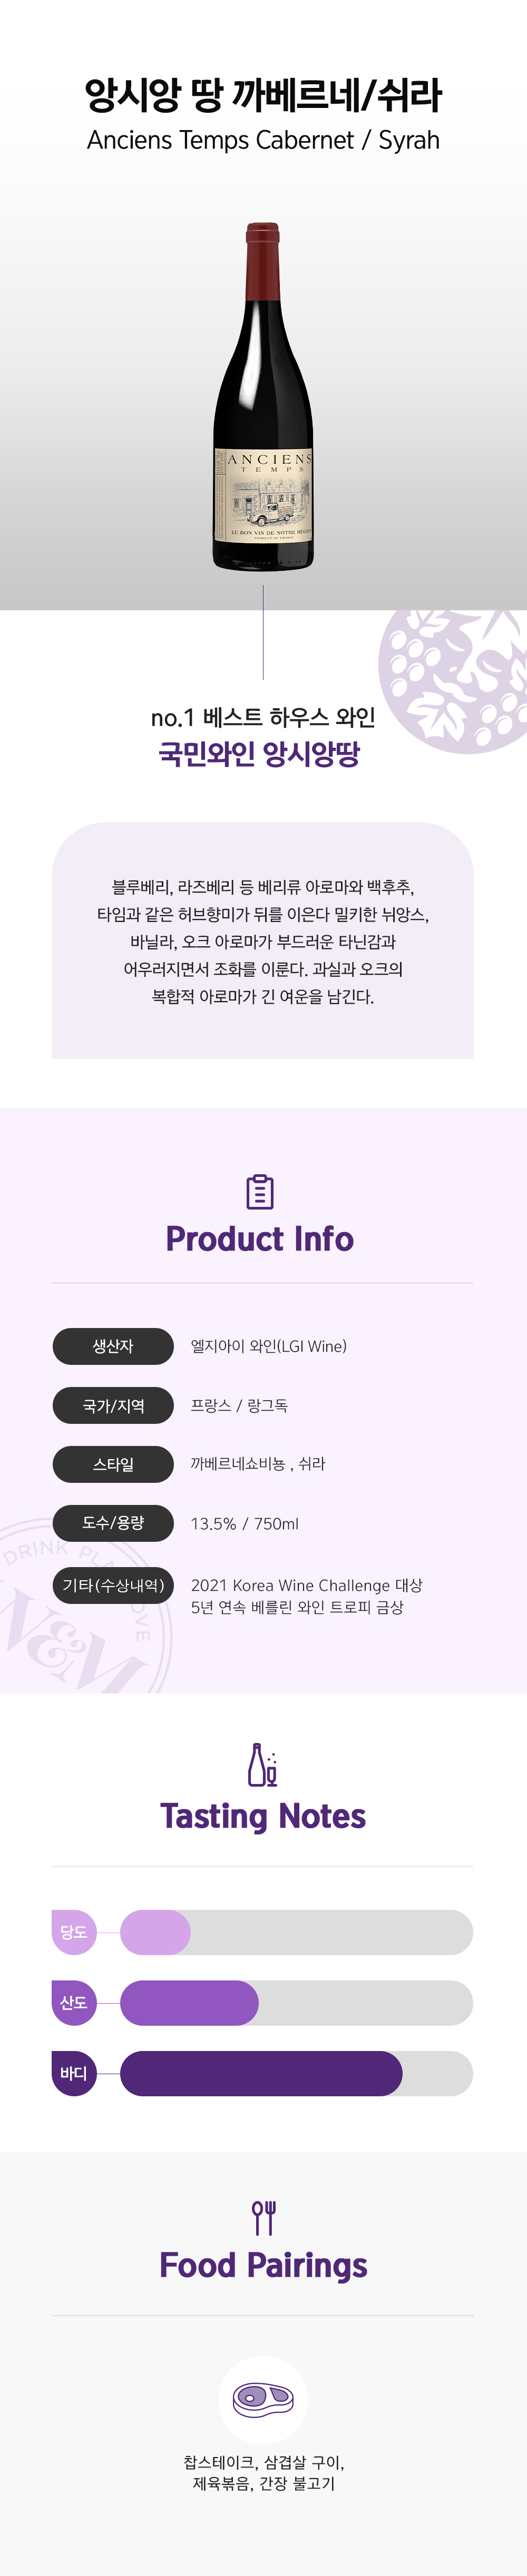 앙시앙 땅 까베르네/쉬라
Anciens Temps Cabernet / Syrah
ANCIENS
TEMPS
LE BON VIN DE NOTRE RÉGION
PRODUCT OF FRANCE
no.1 베스트 하우스 와인
국민와인 앙시앙땅
블루베리, 라즈베리 등 베리류 아로마와 백후추,
타임과 같은 허브향미가 뒤를 이은다 밀키한 뉘앙스,
바닐라, 오크 아로마가 부드러운 타닌감과
어우러지면서 조화를 이룬다. 과실과 오크의
복합적 아로마가 긴 여운을 남긴다.
Product Info
생산자 엘지아이 와인(LGI Wine)
국가/지역 프랑스 / 랑그독
스타일 까베르네쇼비뇽 , 쉬라
도수/용량 13.5% / 750ml
기타(수상내역) 2021 Korea Wine Challenge 대상
5년 연속 베를린 와인 트로피 금상
DRINK
W&M
Tasting Notes
당도
산도
바디
Food Pairings
찹스테이크, 삼겹살 구이,
제육볶음, 간장 불고기